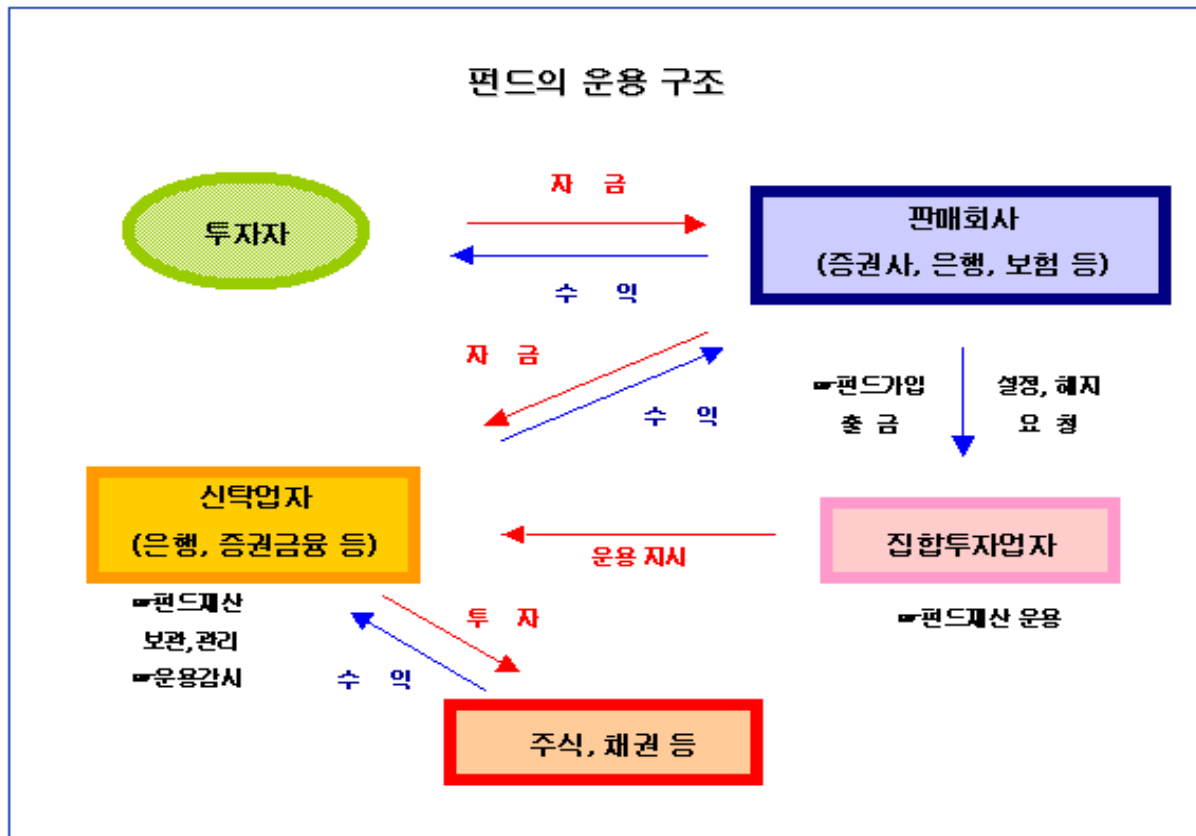 펀드의 운용 구조
자 금
투자자
판매회사
(증권사, 은행, 보험 등)
수 익
자 금
수 익
☞펀드가입
출 금
설정, 해지
요 청
신탁업자
(은행, 증권금융 등)
운용 지시
집합투자업자
☞펀드재산
보관,관리
☞운용감시
투 자
수 익
☞펀드재산 운용
주식, 채권 등